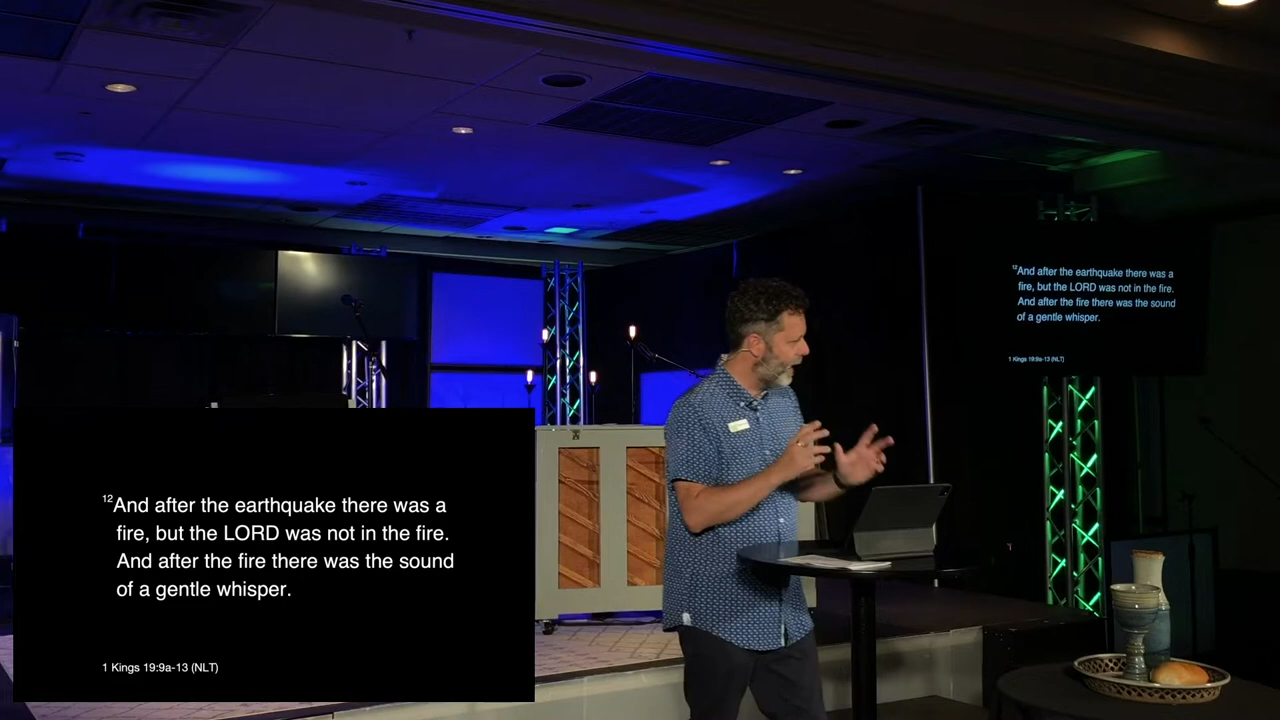 ¹²And after the earthquake there was a
fire, but the LORD was not in the fire.
And after the fire there was the sound
of a gentle whisper.
1 Kings 19:9a-13 (NLT)
¹²And after the earthquake there was a
fire, but the LORD was not in the fire.
And after the fire there was the sound
of a gentle whisper.
1 Kings 19:9a-13 (NLT)